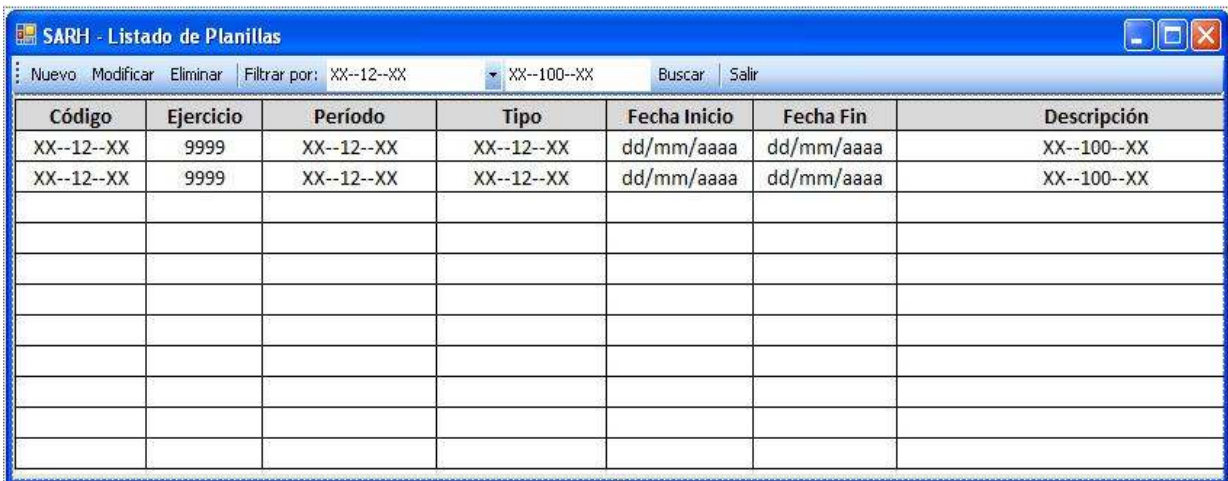 SARH - Listado de Planillas
Nuevo Modificar Eliminar Filtrar por: XX--12--XX XX--100--XX Buscar Salir
Código Ejercicio Período Tipo Fecha Inicio Fecha Fin Descripción
XX--12--XX 9999 XX--12--XX XX--12--XX dd/mm/aaaa dd/mm/aaaa XX--100--XX
XX--12--XX 9999 XX--12--XX XX--12--XX dd/mm/aaaa dd/mm/aaaa XX--100--XX